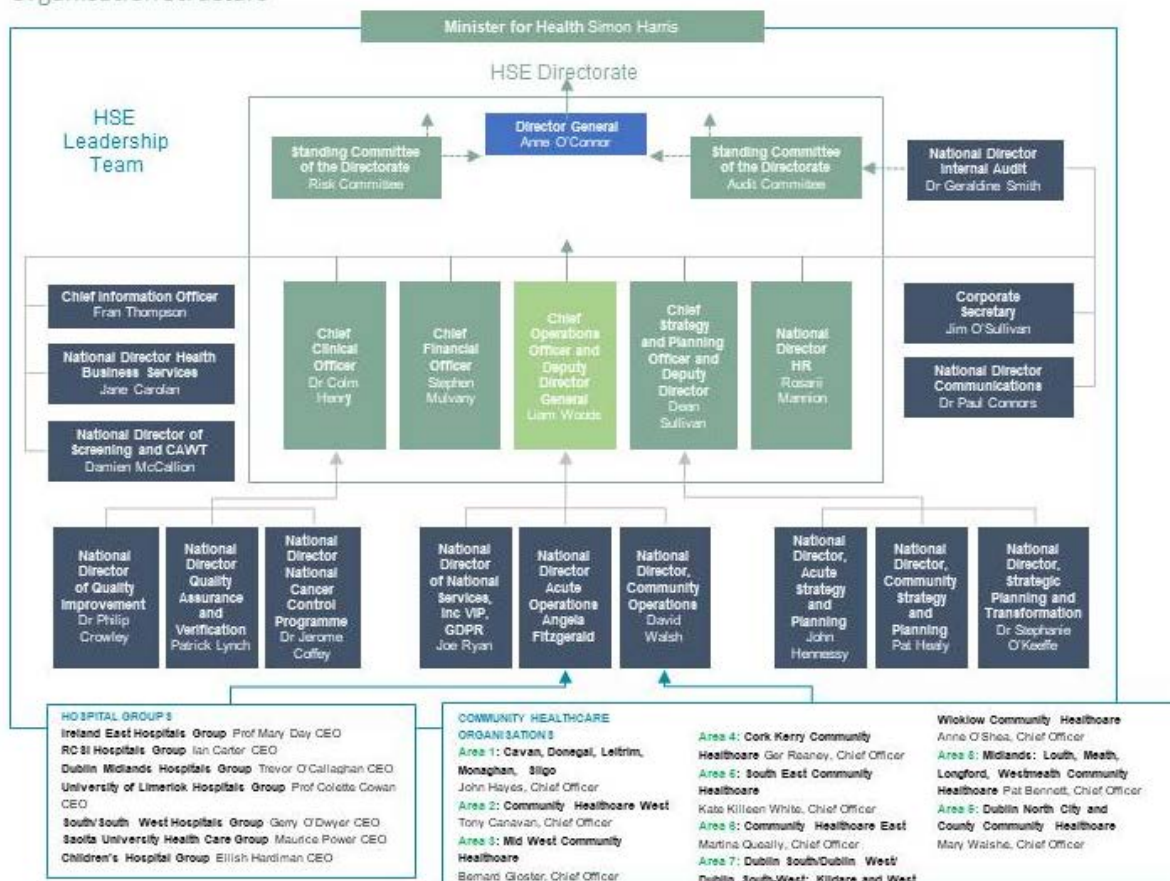 Organisation Structure
Minister for Health Simon Harris
HSE Directorate
HSE
Leadership
Team
Director General
Anne O'Connor
Standing Committee
of the Directorate
Risk Committee
Standing Committee
of the Directorate
Audit Committee
National Director
Internal Audit
Dr Geraldine Smith
Chief Information Officer
Fran Thompson
National Director Health
Business Services
Jane Carolan
National Director of
Screening and CAWT
Damien McCallion
Chief
Clinical
Officer
Dr Colm
Henry
Chief
Financial
Officer
Stephen
Mulvany
Chief
Operations
Officer and
Deputy
Director
General
Liam Woods
Chief
Strategy
and Planning
Officer and
Deputy
Director
Dean
Sullivan
National
Director
HR
Rosarii
Mannion
Corporate
Secretary
Jim O'Sullivan
National Director
Communications
Dr Paul Connors
National
Director
of Quality
Improvement
Dr Philip
Crowley
National
Director
Quality
Assurance
and
Verification
Patrick Lynch
National
Director
National
Cancer
Control
Programme
Dr Jerome
Coffey
National
Director
of National
Services,
Inc VIP,
GDPR
Joe Ryan
National
Director
Acute
Operations
Angela
Fitzgerald
National
Director,
Community
Operations
David
Walsh
National
Director,
Acute
Strategy
and
Planning
John
Hennessy
National
Director,
Community
Strategy
and
Planning
Pat Healy
National
Director,
Strategic
Planning and
Transformation
Dr Stephanie
O'Keeffe
HOSPITAL GROUPS
Ireland East Hospitals Group Prof Mary Day CEO
RCSI Hospitals Group Ian Carter CEO
Dublin Midlands Hospitals Group Trevor O'Callaghan CEO
University of Limerick Hospitals Group Prof Colette Cowan
CEO
South/South West Hospitals Group Gerry O'Dwyer CEO
Saolta University Health Care Group Maurice Power CEO
Children's Hospital Group Eilish Hardiman CEO
COMMUNITY HEALTHCARE
ORGANISATIONS
Area 1: Cavan, Donegal, Leitrim,
Monaghan, Sligo
John Hayes, Chief Officer
Area 2: Community Healthcare West
Tony Canavan, Chief Officer
Area 3: Mid West Community
Healthcare
Bernard Gloster, Chief Officer
Area 4: Cork Kerry Community
Healthcare Ger Reaney, Chief Officer
Area 5: South East Community
Healthcare
Kate Killeen White, Chief Officer
Area 6: Community Healthcare East
Martina Queally, Chief Officer
Area 7: Dublin South/Dublin West/
Dublin South-West: Kildare and West
Wicklow Community Healthcare
Anne O'Shea, Chief Officer
Area 8: Midlands: Louth, Meath,
Longford, Westmeath Community
Healthcare Pat Bennett, Chief Officer
Area 9: Dublin North City and
County Community Healthcare
Mary Walshe, Chief Officer